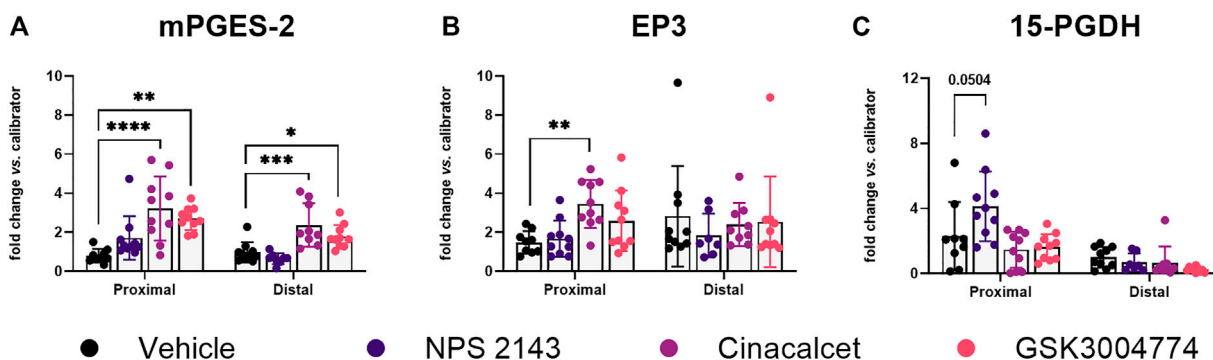 A mPGES-2
fold change vs. calibrator
10
8
6
4
2
0
**
****
*
***
Proximal Distal
B EP3
fold change vs. calibrator
10
8
6
4
2
0
**
Proximal Distal
C 15-PGDH
fold change vs. calibrator
12
8
4
0
0.0504
Proximal Distal
Vehicle NPS 2143 Cinacalcet GSK3004774